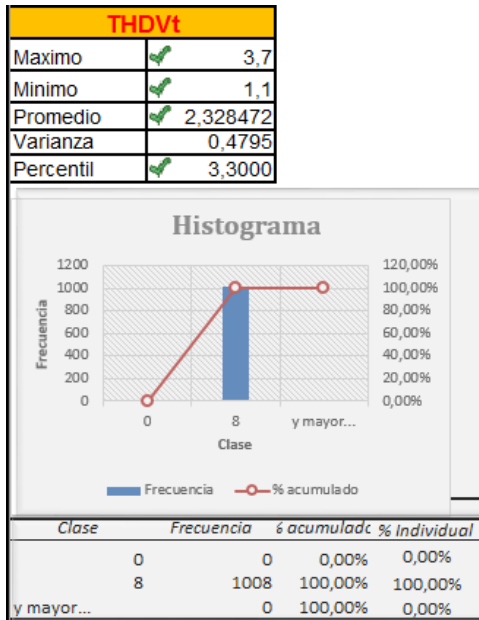 THDVt
Maximo 3,7
Minimo 1,1
Promedio 2,328472
Varianza 0,4795
Percentil 3,3000
Histograma
1200 120,00%
1000 100,00%
800 80,00%
600 60,00%
400 40,00%
200 20,00%
0 0,00%
Frecuencia
0 8 y mayor...
Clase
Frecuencia % acumulado
Clase Frecuencia % acumulado % Individual
0 0 0,00% 0,00%
8 1008 100,00% 100,00%
y mayor... 0 100,00% 0,00%